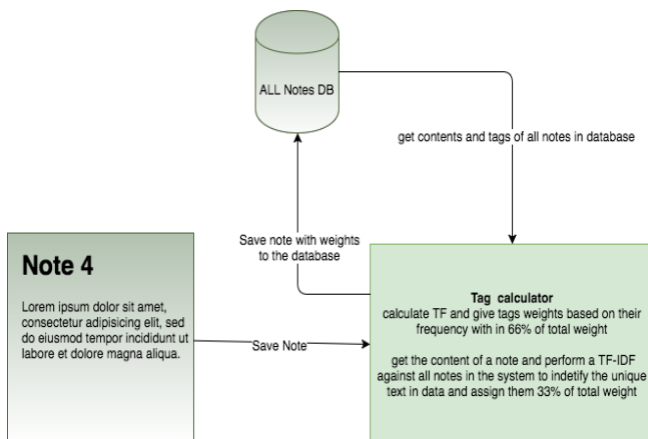 ALL Notes DB
get contents and tags of all notes in database
Save note with weights
to the database
Note 4
Lorem ipsum dolor sit amet,
consectetur adipisicing elit, sed
do eiusmod tempor incididunt ut
labore et dolore magna aliqua.
Save Note
Tag calculator
calculate TF and give tags weights based on their
frequency with in 66% of total weight
get the content of a note and perform a TF-IDF
against all notes in the system to indetify the unique
text in data and assign them 33% of total weight